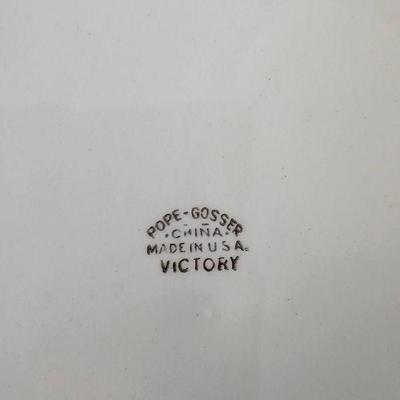 POPE-GOSSER
·CHINA·
MADE IN U.S.A.
VICTORY